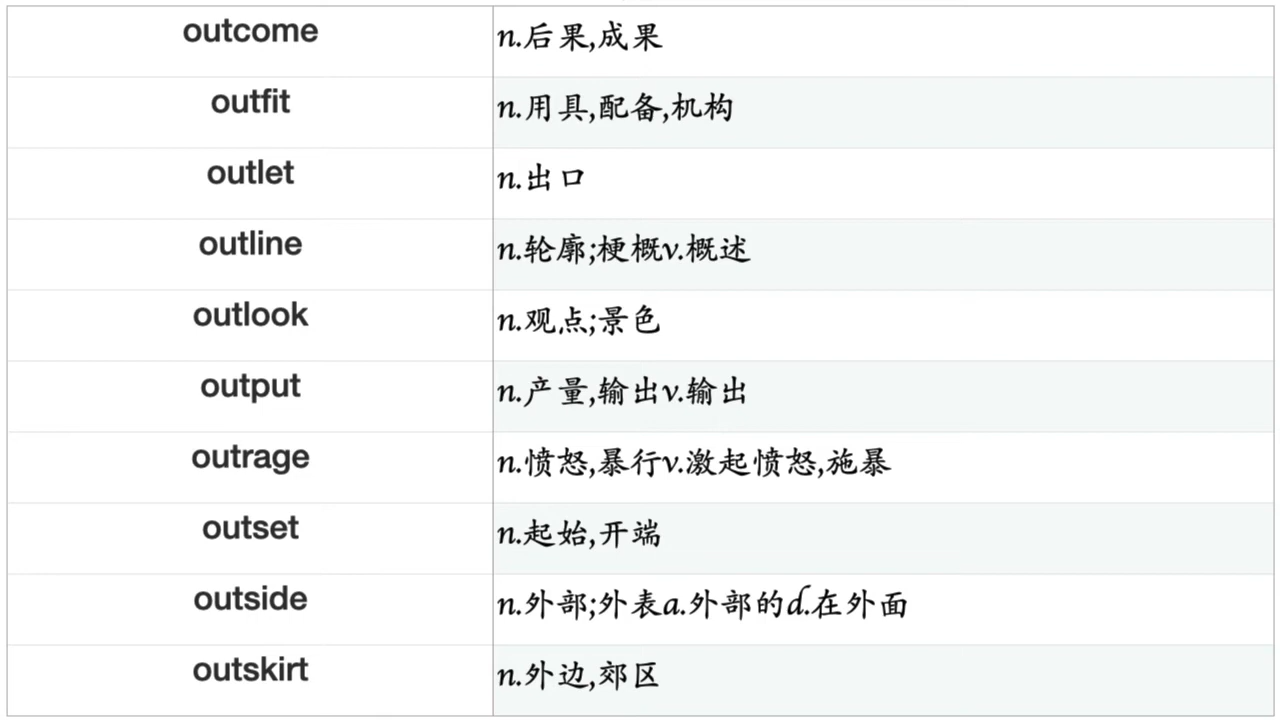 outcome n.后果,成果
outfit n.用具,配备,机构
outlet n.出口
outline n.轮廓;梗概v.概述
outlook n.观点;景色
output n.产量,输出v.输出
outrage n.愤怒,暴行v.激起愤怒,施暴
outset n.起始,开端
outside n.外部;外表a.外部的d.在外面
outskirt n.外边,郊区